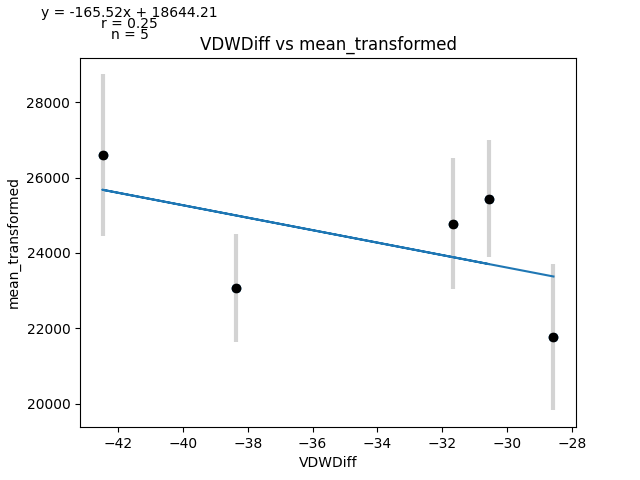 y = -165.52x + 18644.21
r = 0.25
n = 5
VDWDiff vs mean_transformed
28000
26000
24000
22000
20000
mean_transformed
−42
−40
−38
−36
−34
−32
−30
−28
VDWDiff